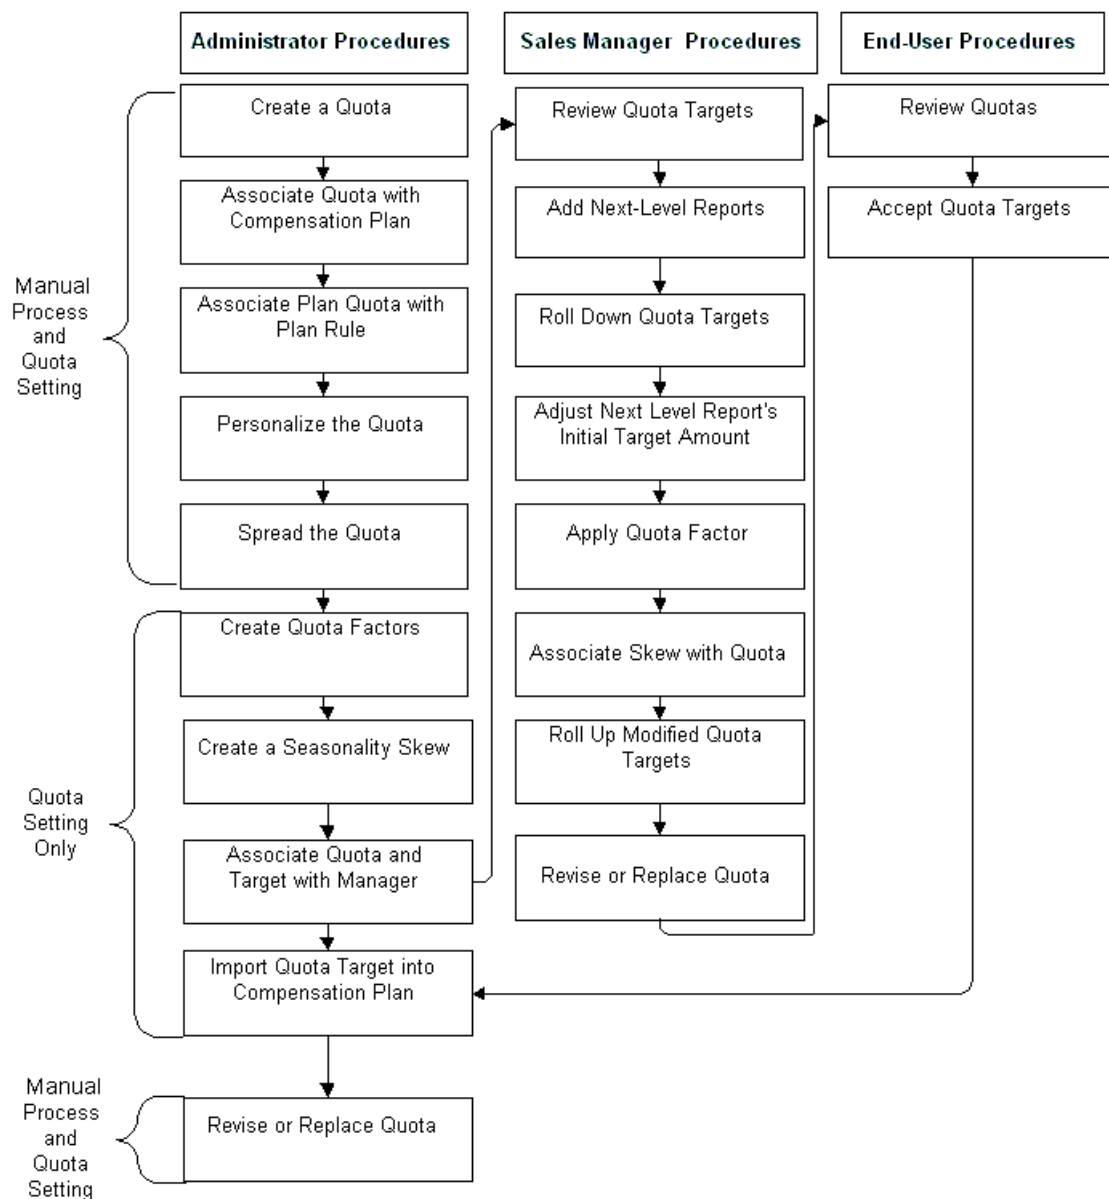 Administrator Procedures
Sales Manager  Procedures
End-User Procedures
Manual
Process
and
Quota
Setting
Create a Quota
Associate Quota with
Compensation Plan
Associate Plan Quota with
Plan Rule
Personalize the Quota
Spread the Quota
Quota
Setting
Only
Create Quota Factors
Create a Seasonality Skew
Associate Quota and
Target with Manager
Import Quota Target into
Compensation Plan
Manual
Process
and
Quota
Setting
Revise or Replace Quota
Review Quota Targets
Add Next-Level Reports
Roll Down Quota Targets
Adjust Next Level Report's
Initial Target Amount
Apply Quota Factor
Associate Skew with Quota
Roll Up Modified Quota
Targets
Revise or Replace Quota
Review Quotas
Accept Quota Targets